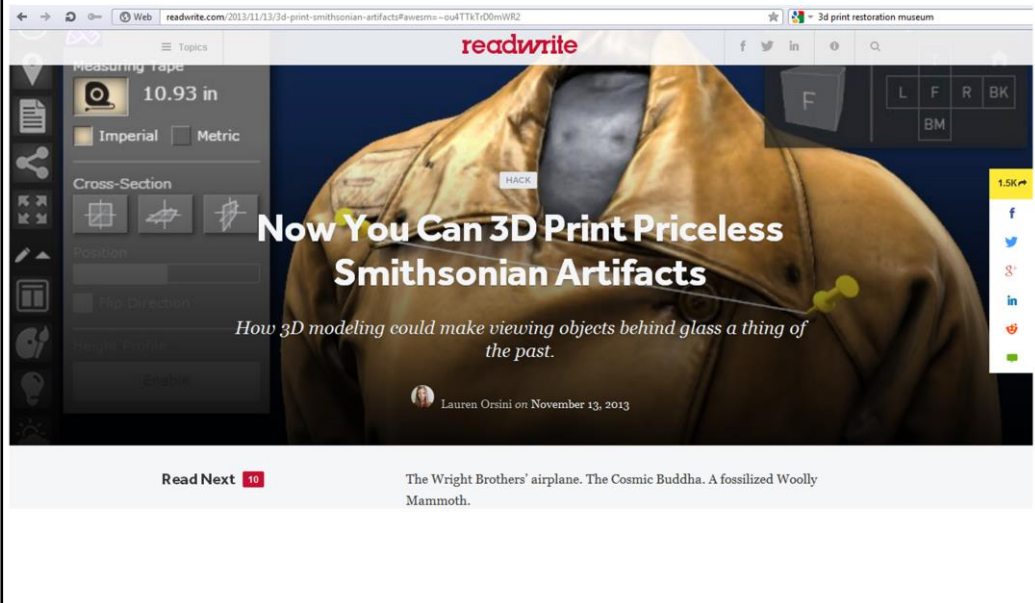 Web readwrite.com/2013/11/13/3d-print-smithsonian-artifacts#awesm=~ou4TTkTrD0mWR2 3d print restoration museum
Topics readwrite
Measuring Tape
10.93 in
Imperial Metric
Cross-Section
Position
Flip Direction
Height Profile
Enable
F
L F R BK
BM
1.5K
HACK
Now You Can 3D Print Priceless
Smithsonian Artifacts
How 3D modeling could make viewing objects behind glass a thing of
the past.
Lauren Orsini on November 13, 2013
Read Next 10
The Wright Brothers' airplane. The Cosmic Buddha. A fossilized Woolly
Mammoth.